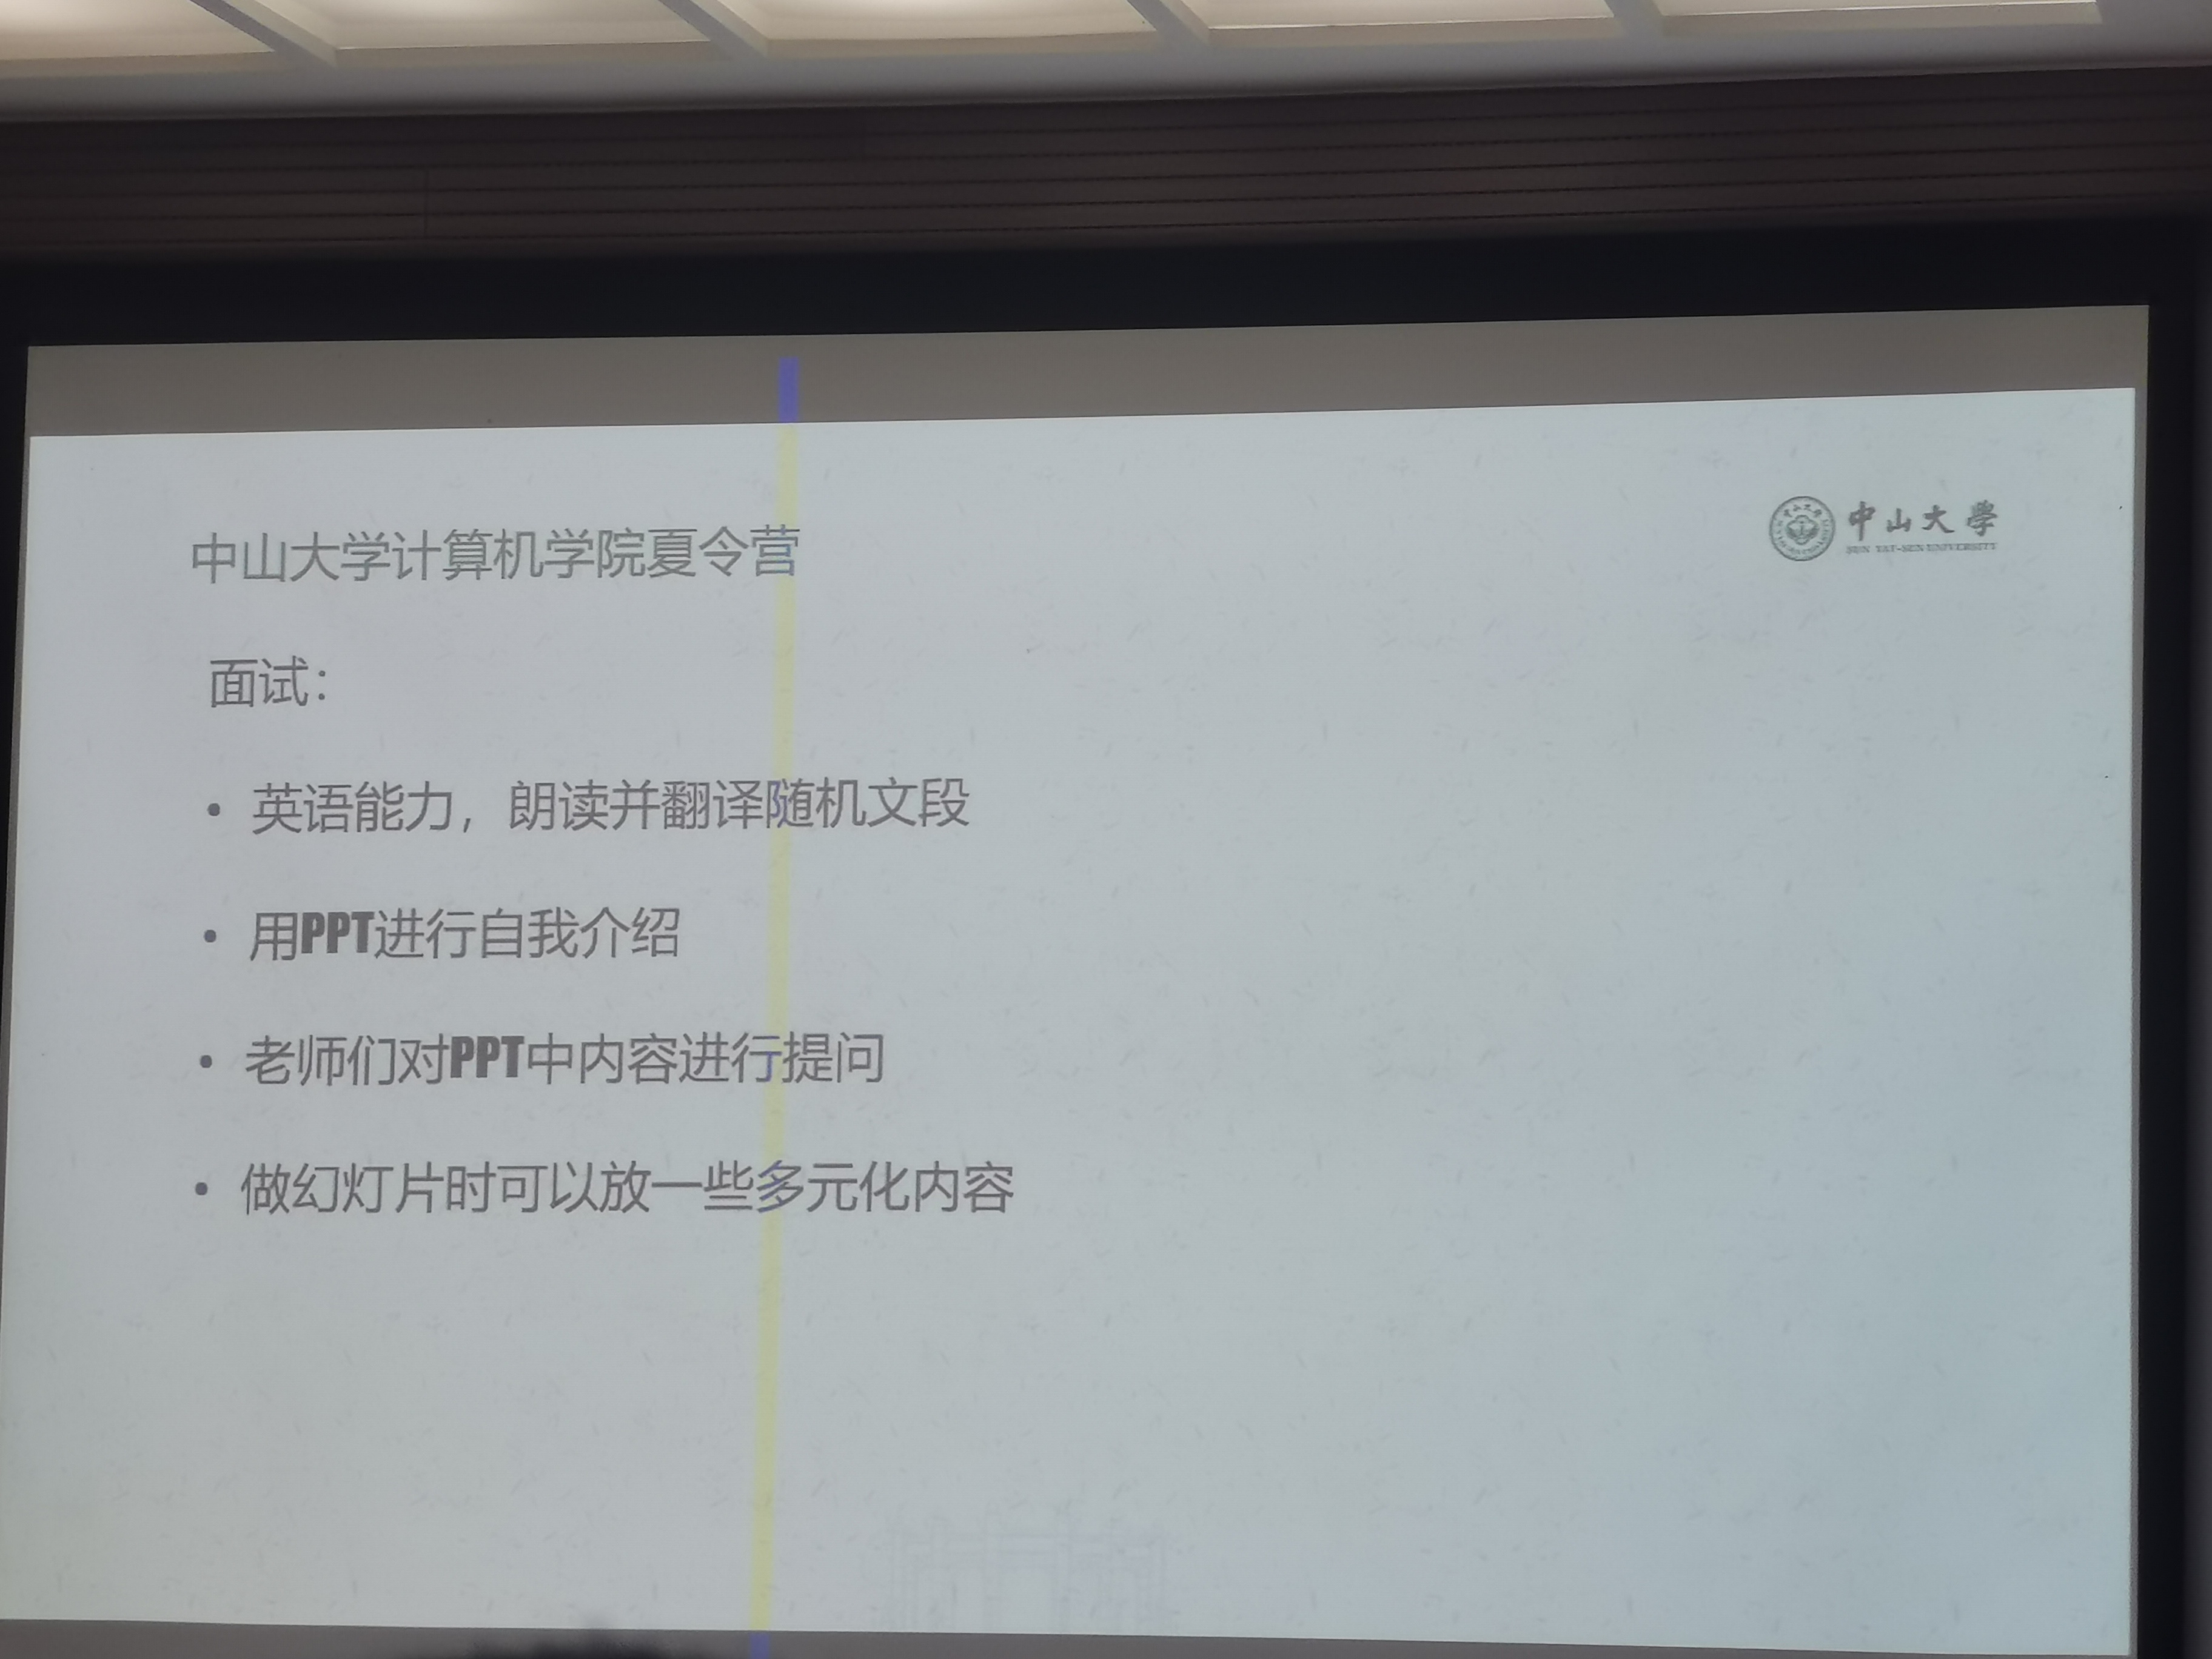 中山大学计算机学院夏令营
中山大學
SUN YAT-SEN UNIVERSITY
面试：
• 英语能力，朗读并翻译随机文段
• 用PPT进行自我介绍
• 老师们对PPT中内容进行提问
• 做幻灯片时可以放一些多元化内容